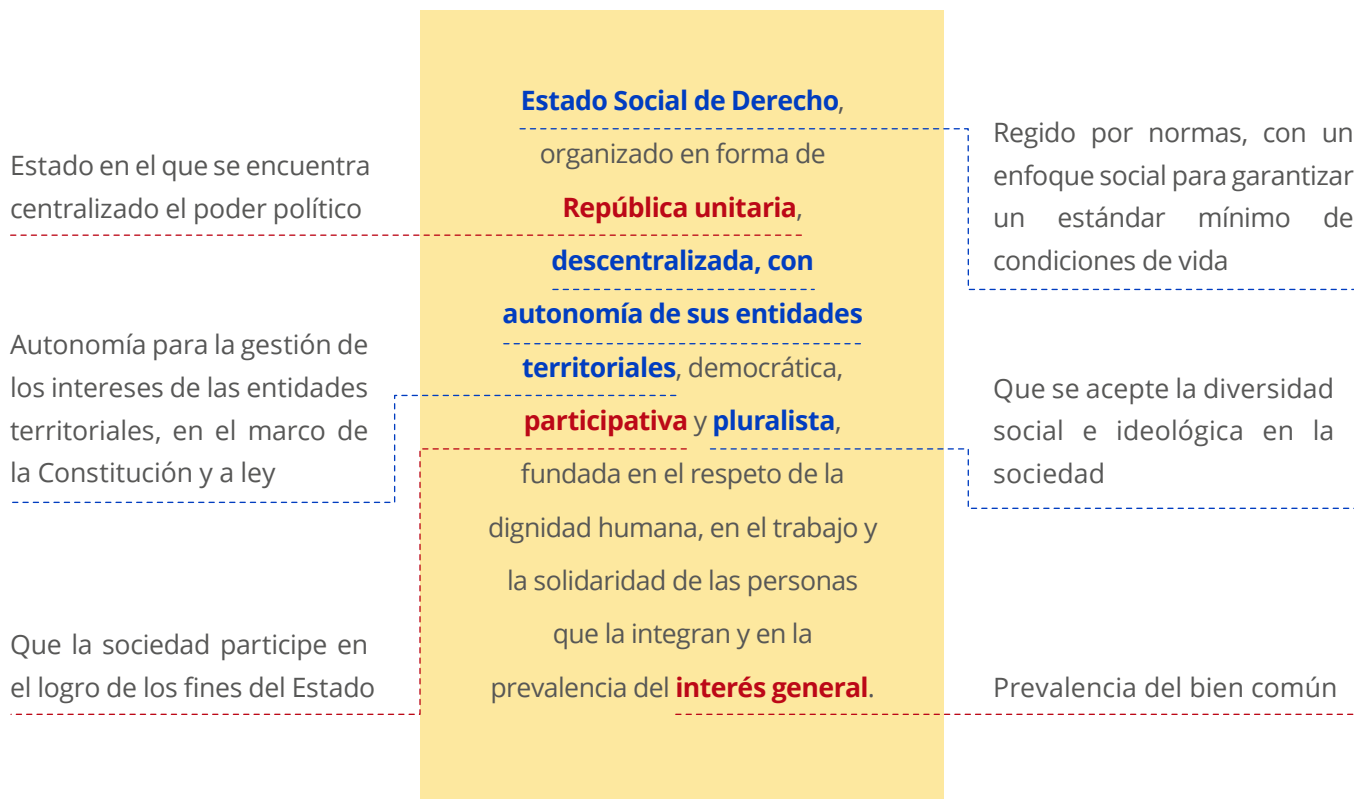 Estado Social de Derecho,
organizado en forma de
República unitaria,
descentralizada, con
autonomía de sus entidades
territoriales, democrática,
participativa y pluralista,
fundada en el respeto de la
dignidad humana, en el trabajo y
la solidaridad de las personas
que la integran y en la
prevalencia del interés general.
Estado en el que se encuentra
centralizado el poder político
Autonomía para la gestión de
los intereses de las entidades
territoriales, en el marco de
la Constitución y a ley
Que la sociedad participe en
el logro de los fines del Estado
Regido por normas, con un
enfoque social para garantizar
un estándar mínimo de
condiciones de vida
Que se acepte la diversidad
social e ideológica en la
sociedad
Prevalencia del bien común